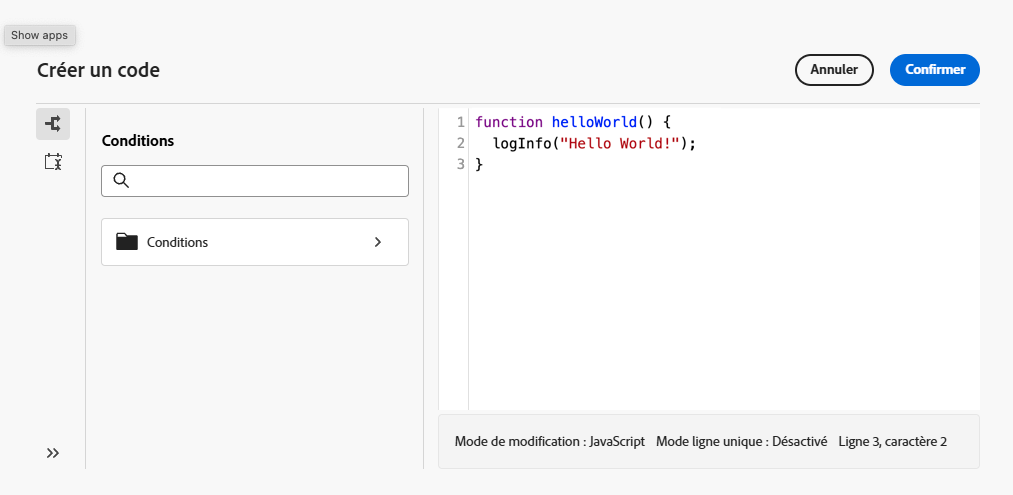 Show apps
Créer un code
Annuler
Confirmer
Conditions
Conditions
1 function helloWorld() {
2   logInfo("Hello World!");
3 }
Mode de modification : JavaScript Mode ligne unique : Désactivé Ligne 3, caractère 2